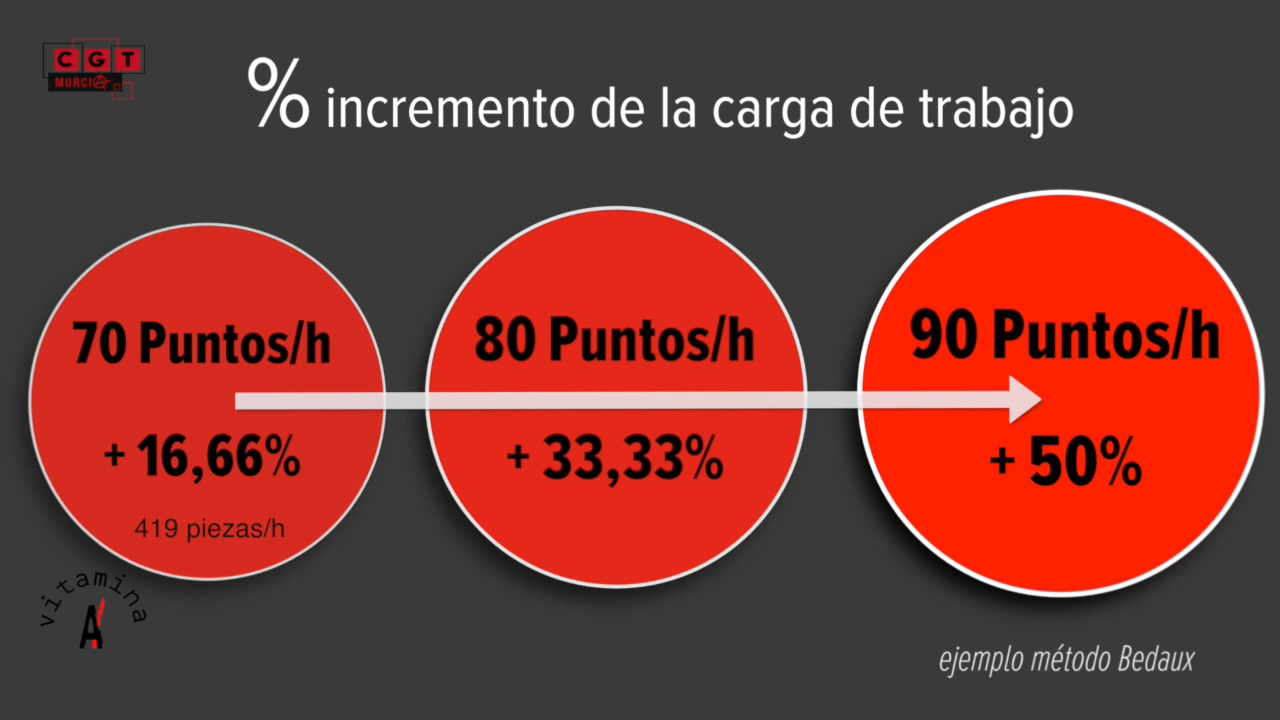 CGT
MURCIA
% incremento de la carga de trabajo
70 Puntos/h
+ 16,66%
419 piezas/h
80 Puntos/h
+ 33,33%
90 Puntos/h
+ 50%
vitamina
A
ejemplo método Bedaux